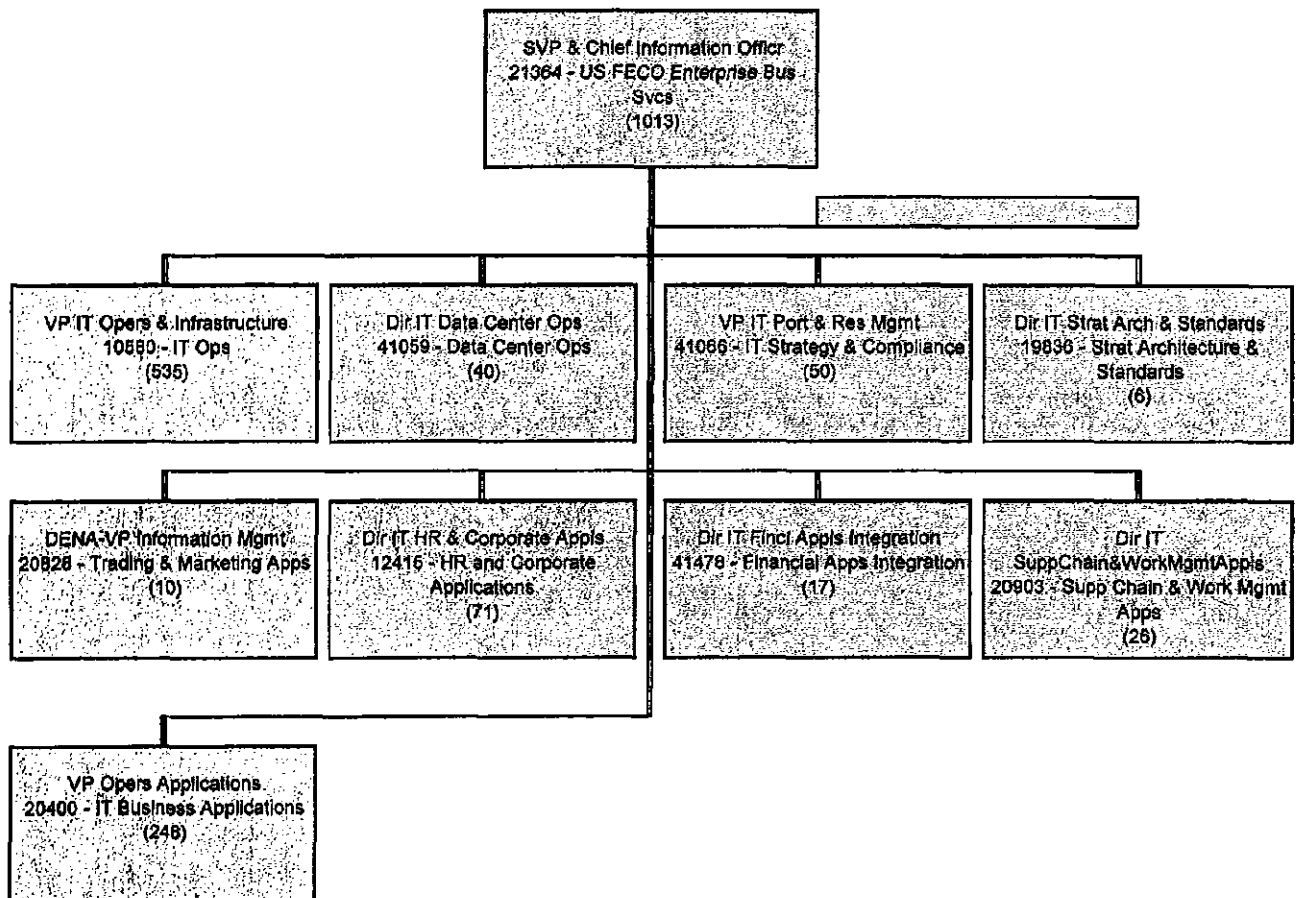 SVP & Chief Information Officr
21364 - US FECO Enterprise Bus
Svcs
(1013)
VP IT Opers & Infrastructure
10580 - IT Ops
(535)
Dir IT Data Center Ops
41059 - Data Center Ops
(40)
VP IT Port & Res Mgmt
41066 - IT Strategy & Compliance
(50)
Dir IT Strat Arch & Standards
19836 - Strat Architecture &
Standards
(6)
DENA-VP Information Mgmt
20828 - Trading & Marketing Apps
(10)
Dir IT HR & Corporate Appls
12415 - HR and Corporate
Applications
(71)
Dir IT Fincl Appls Integration
41478 - Financial Apps Integration
(17)
Dir IT
SuppChain&WorkMgmtAppls
20903 - Supp Chain & Work Mgmt
Apps
(26)
VP Opers Applications
20400 - IT Business Applications
(248)